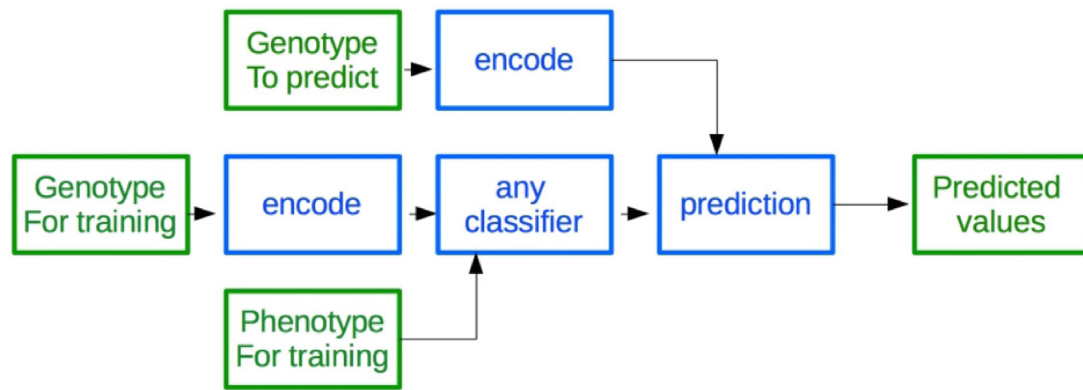 Genotype
To predict
encode
Genotype
For training
encode
any
classifier
prediction
Predicted
values
Phenotype
For training